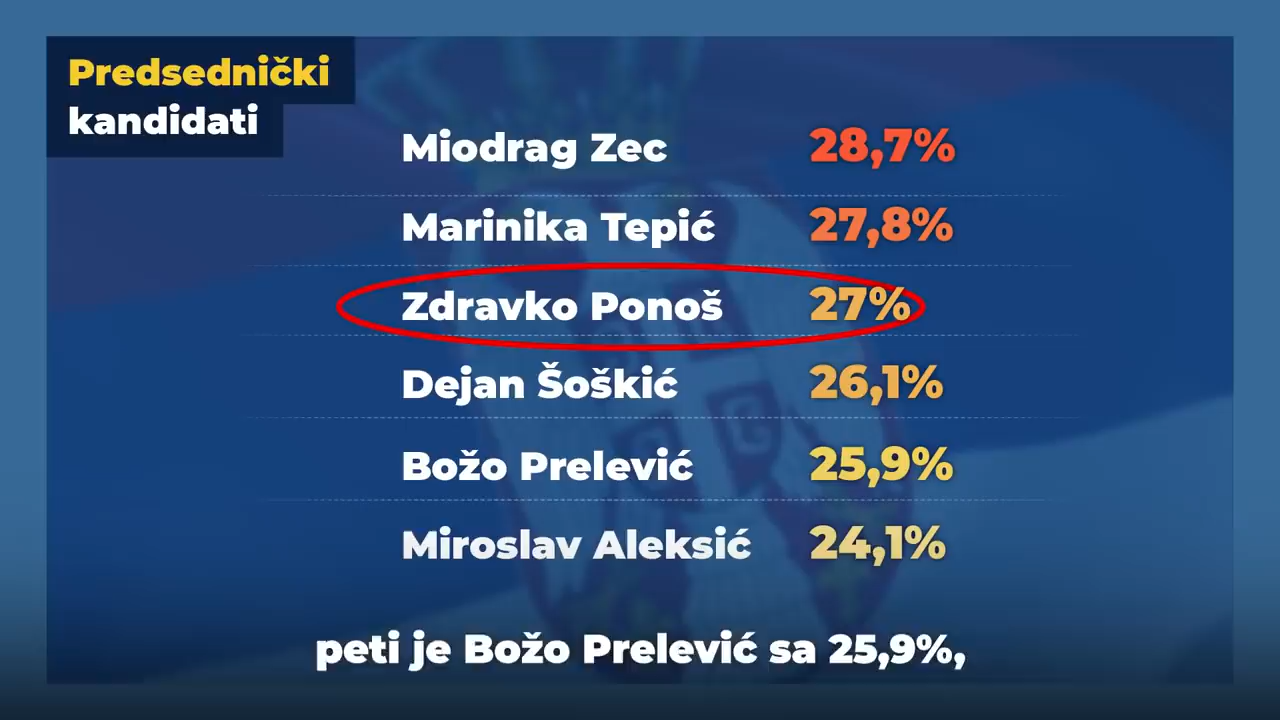 Predsednički
kandidati
Miodrag Zec 28,7%
Marinika Tepić 27,8%
Zdravko Ponoš 27%
Dejan Šoškić 26,1%
Božo Prelević 25,9%
Miroslav Aleksić 24,1%
peti je Božo Prelević sa 25,9%,